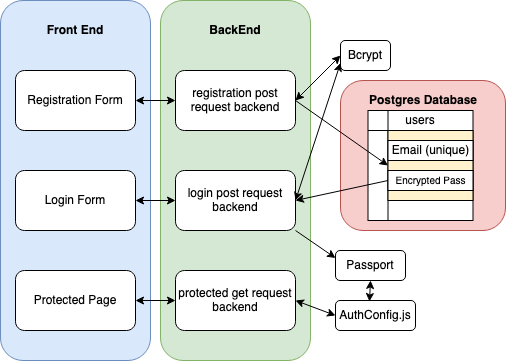 Front End
BackEnd
Bcrypt
Registration Form
registration post
request backend
Postgres Database
users
Email (unique)
Encrypted Pass
Login Form
login post request
backend
Passport
Protected Page
protected get request
backend
AuthConfig.js